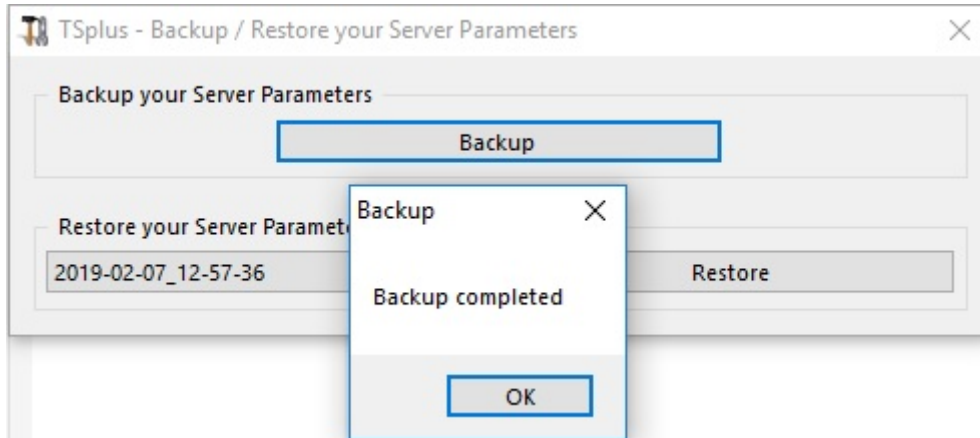 TSplus - Backup / Restore your Server Parameters
Backup your Server Parameters
Backup
Restore your Server
2019-02-07_12-57-36
Restore
Backup
Backup completed
OK